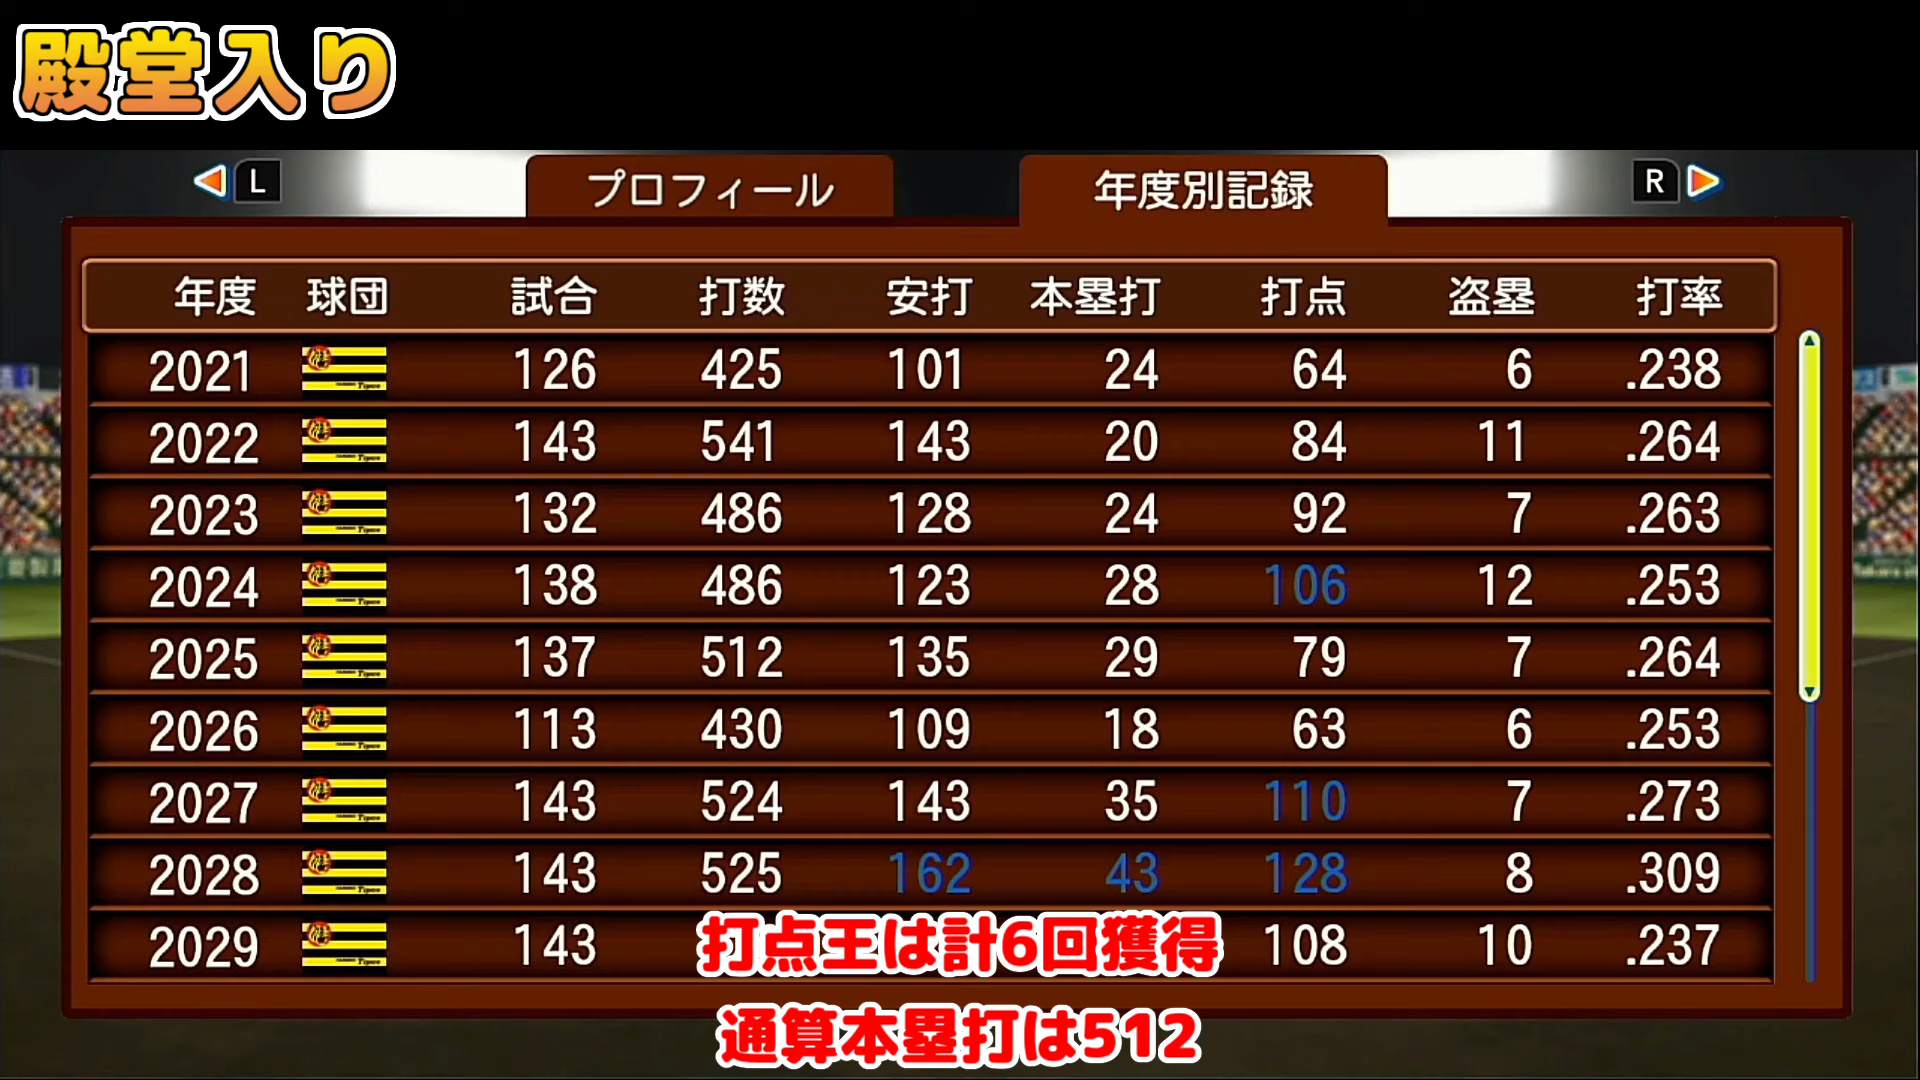 殿堂入り
L プロフィール 年度別記録 R
年度 球団 試合 打数 安打 本塁打 打点 盗塁 打率
2021 126 425 101 24 64 6 .238
2022 143 541 143 20 84 11 .264
2023 132 486 128 24 92 7 .263
2024 138 486 123 28 106 12 .253
2025 137 512 135 29 79 7 .264
2026 113 430 109 18 63 6 .253
2027 143 524 143 35 110 7 .273
2028 143 525 162 43 128 8 .309
2029 143 108 10 .237
打点王は計6回獲得
通算本塁打は512